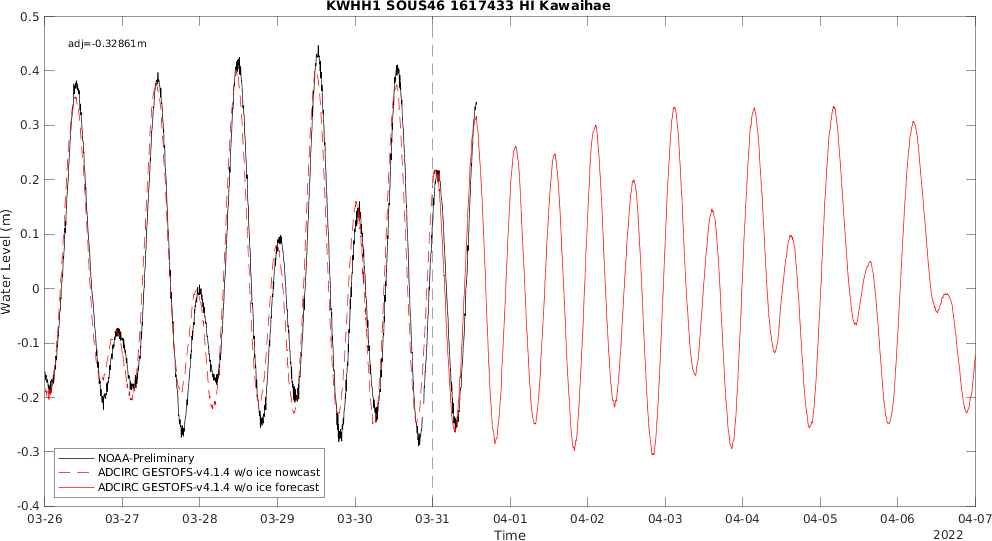 KWHH1 SOUS46 1617433 HI Kawaihae
adj=-0.32861m
Water Level (m)
0.5
0.4
0.3
0.2
0.1
0
-0.1
-0.2
-0.3
-0.4
NOAA-Preliminary
ADCIRC GESTOFS-v4.1.4 w/o ice nowcast
ADCIRC GESTOFS-v4.1.4 w/o ice forecast
03-26 03-27 03-28 03-29 03-30 03-31 04-01 04-02 04-03 04-04 04-05 04-06 04-07
Time
2022